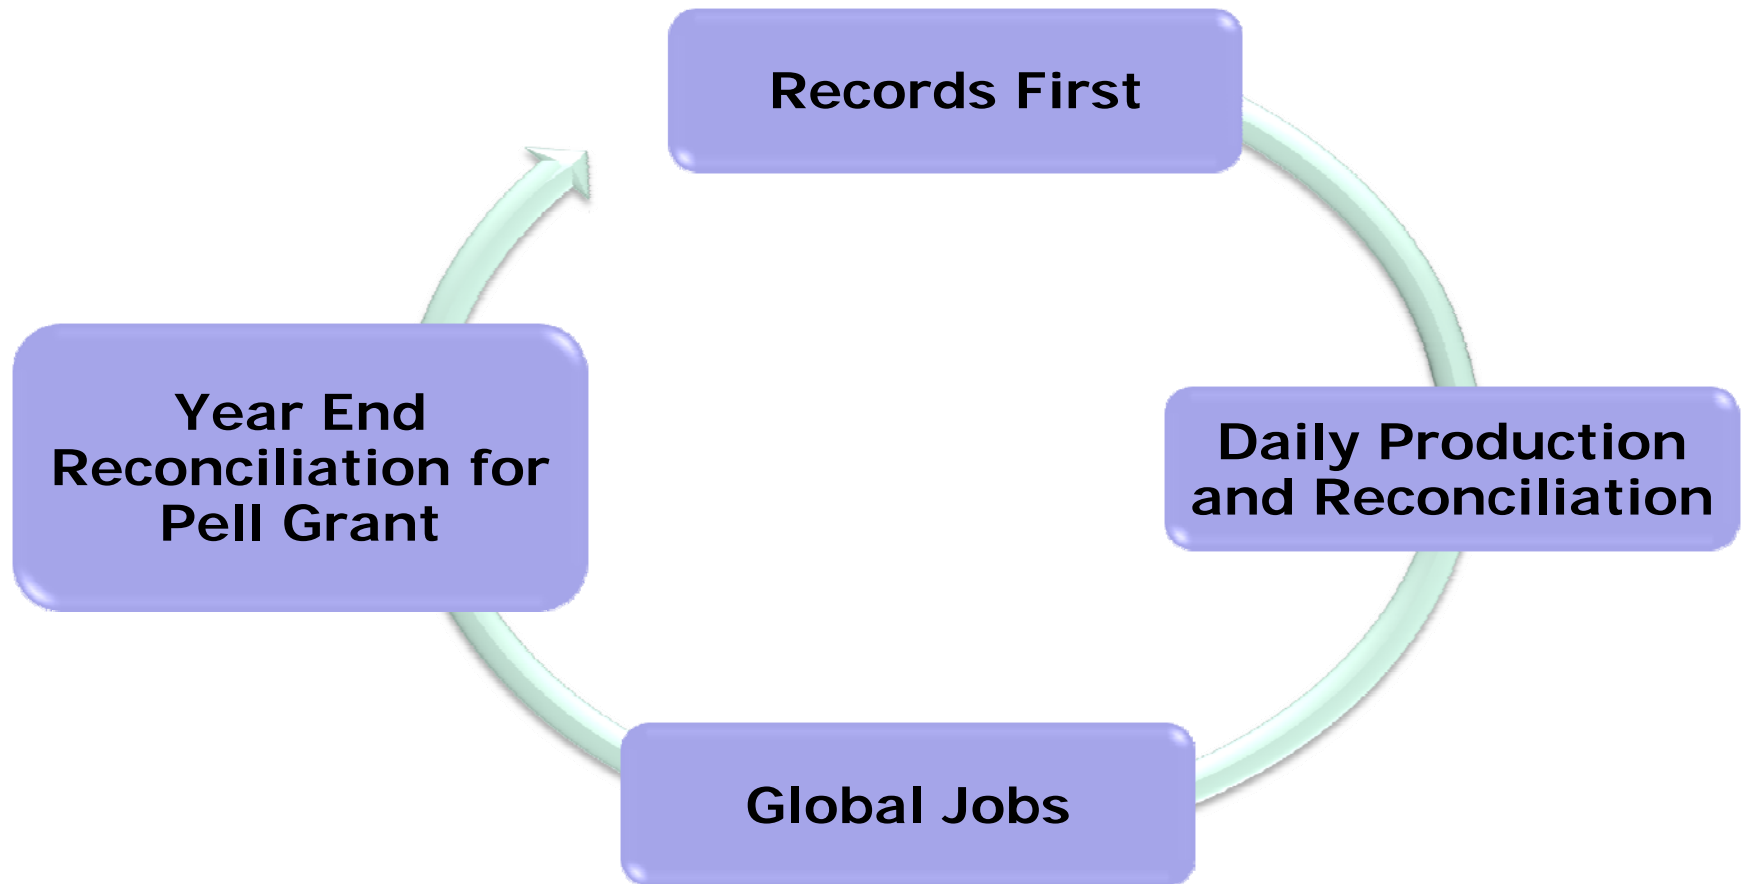 Records First
Daily Production
and Reconciliation
Global Jobs
Year End
Reconciliation for
Pell Grant